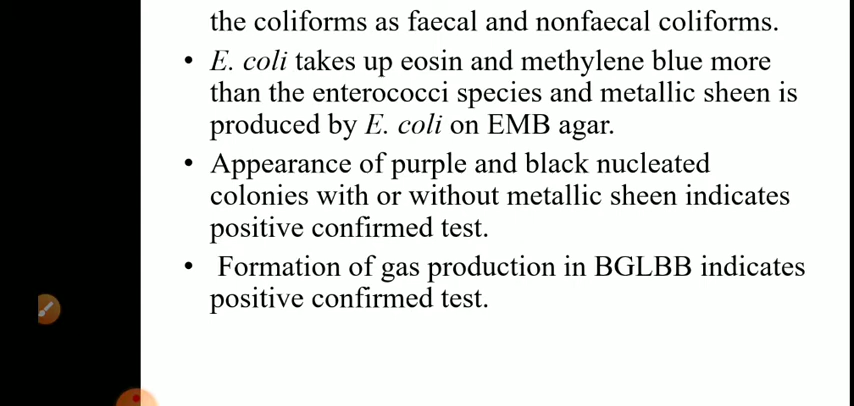 the coliforms as faecal and nonfaecal coliforms.
• E. coli takes up eosin and methylene blue more
than the enterococci species and metallic sheen is
produced by E. coli on EMB agar.
• Appearance of purple and black nucleated
colonies with or without metallic sheen indicates
positive confirmed test.
• Formation of gas production in BGLBB indicates
positive confirmed test.